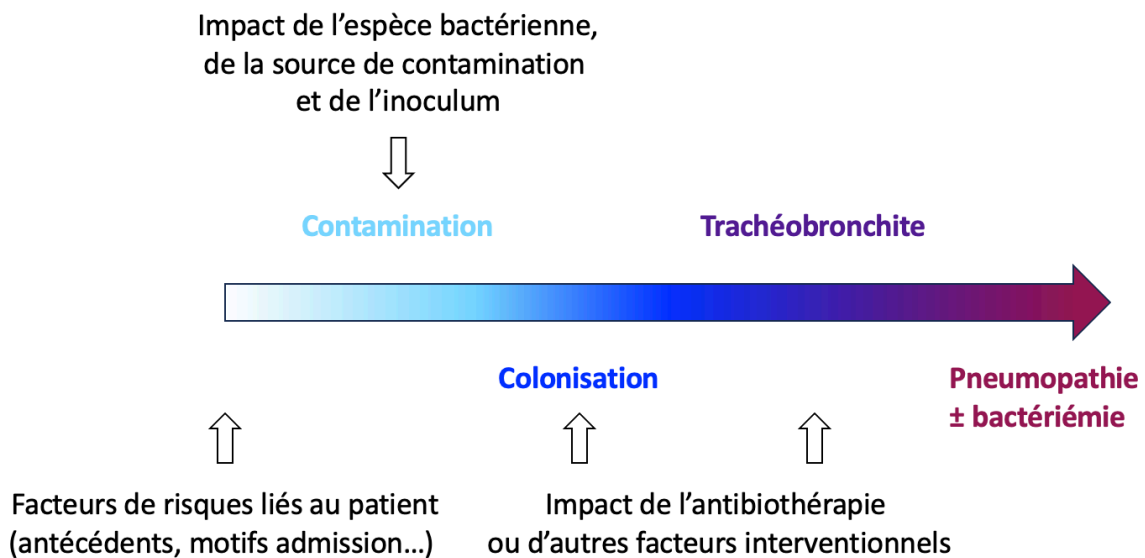 Impact de l’espèce bactérienne,
de la source de contamination
et de l’inoculum
Contamination
Trachéobronchite
Colonisation
Pneumopathie
± bactériémie
Facteurs de risques liés au patient
(antécédents, motifs admission…)
Impact de l’antibiothérapie
ou d’autres facteurs interventionnels